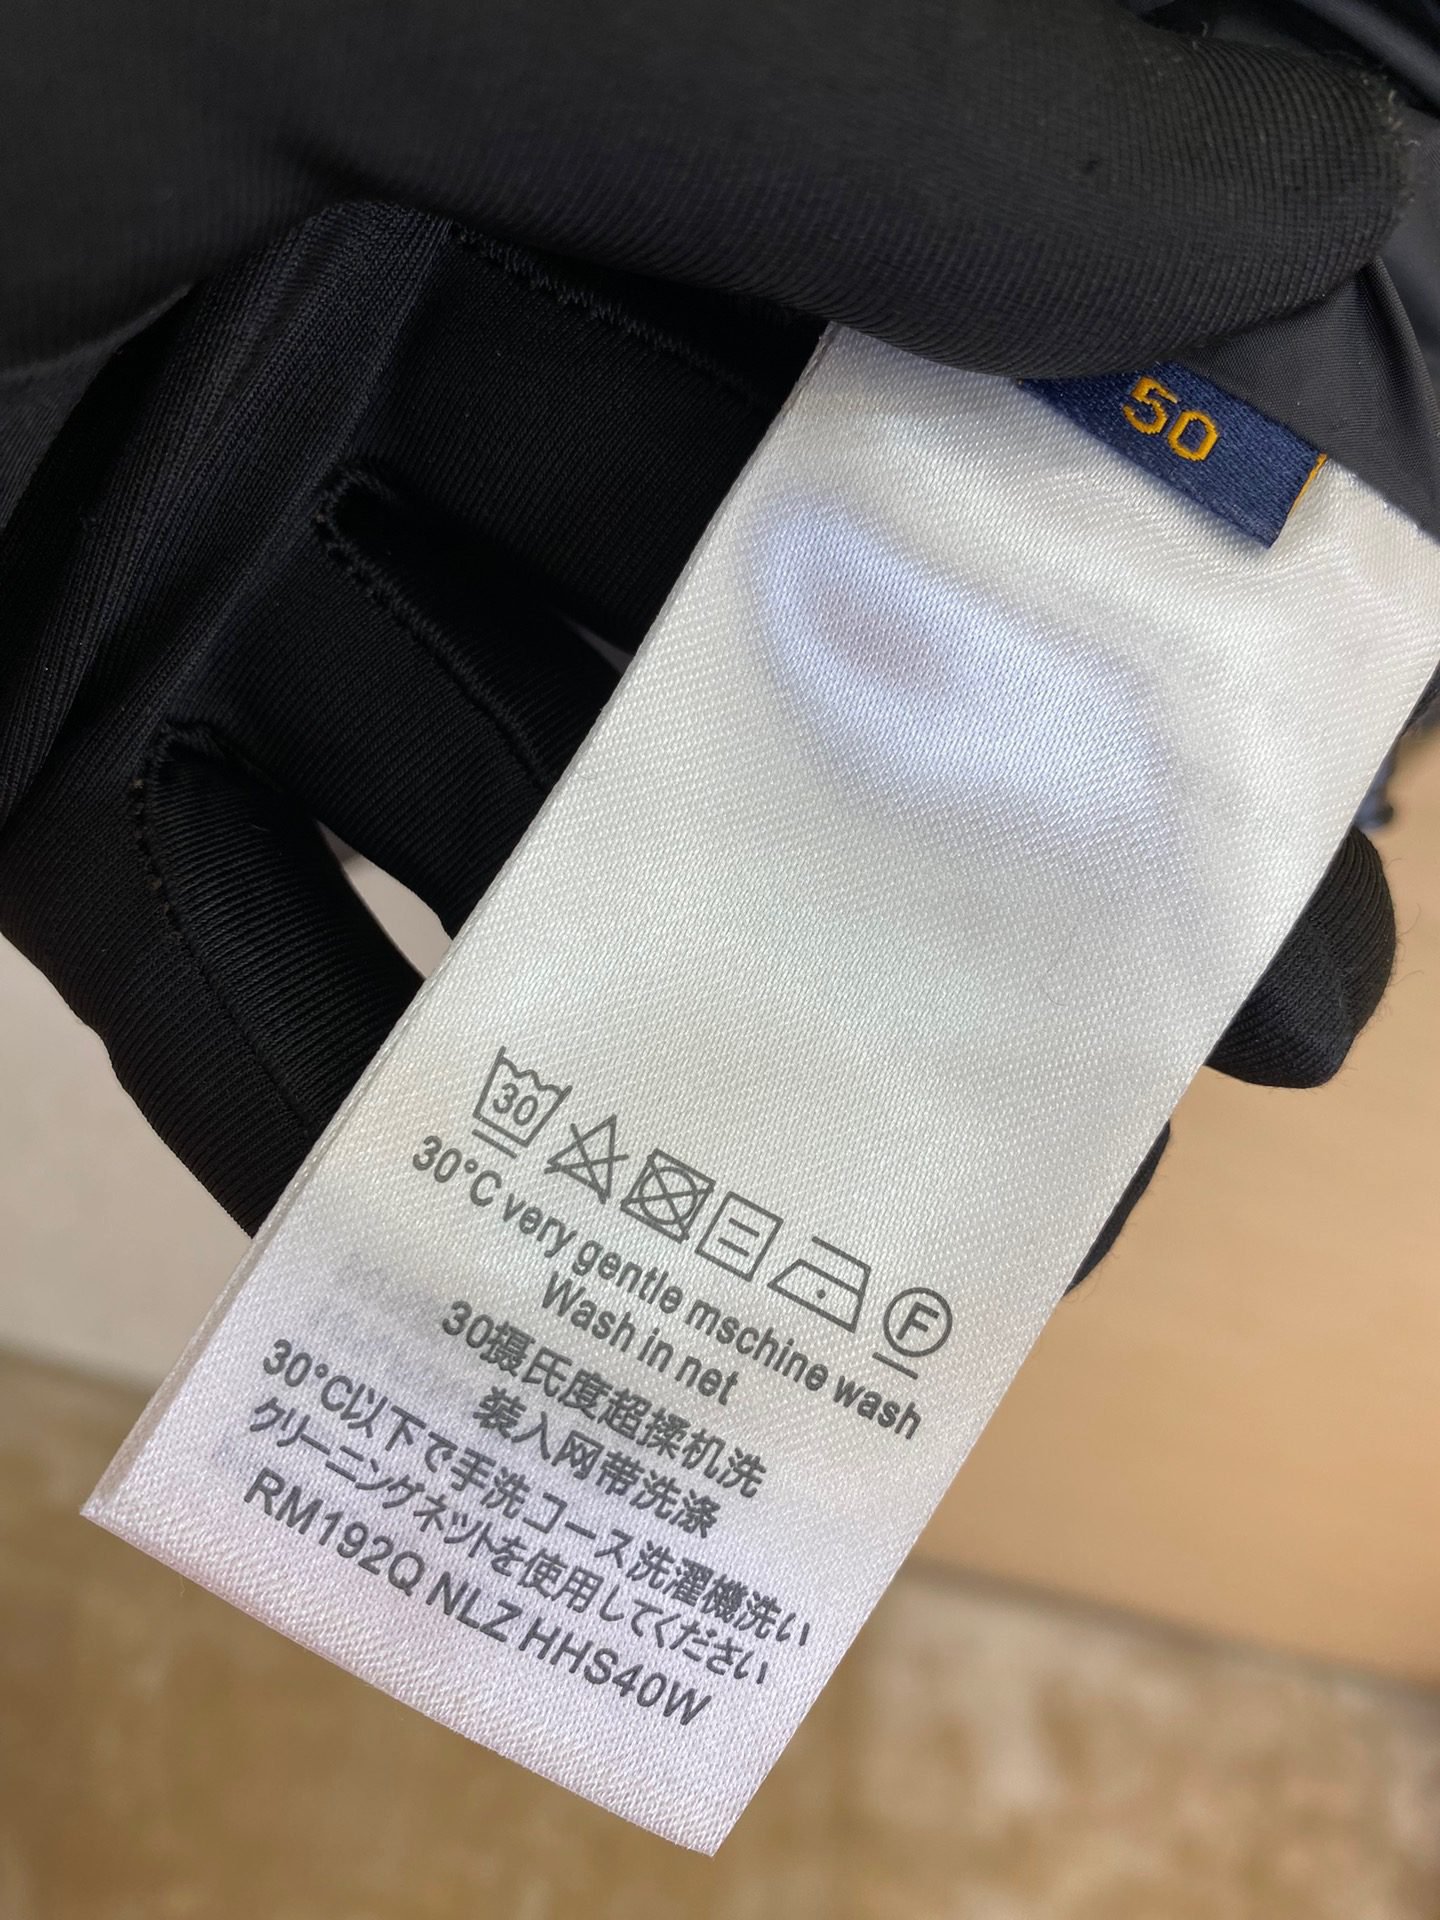 50
30
F
30°C very gentle mschine wash
Wash in net
30摄氏度超揉机洗
装入网带洗涤
30°C以下で手洗コース洗濯機洗い
クリーニングネットを使用してください
RM192Q NLZ HHS40W